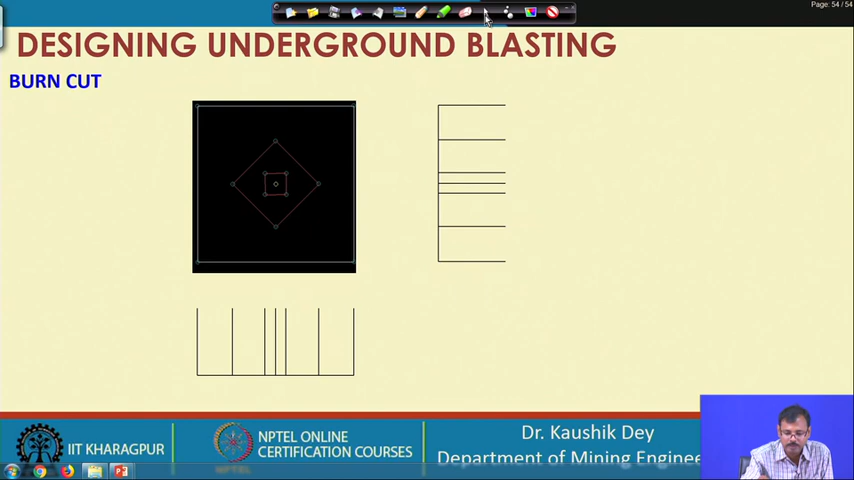 Page: 54 / 54
DESIGNING UNDERGROUND BLASTING
BURN CUT
IIT KHARAGPUR
NPTEL ONLINE
CERTIFICATION COURSES
NPTEL
Dr. Kaushik Dey
Department of Mining Enginee